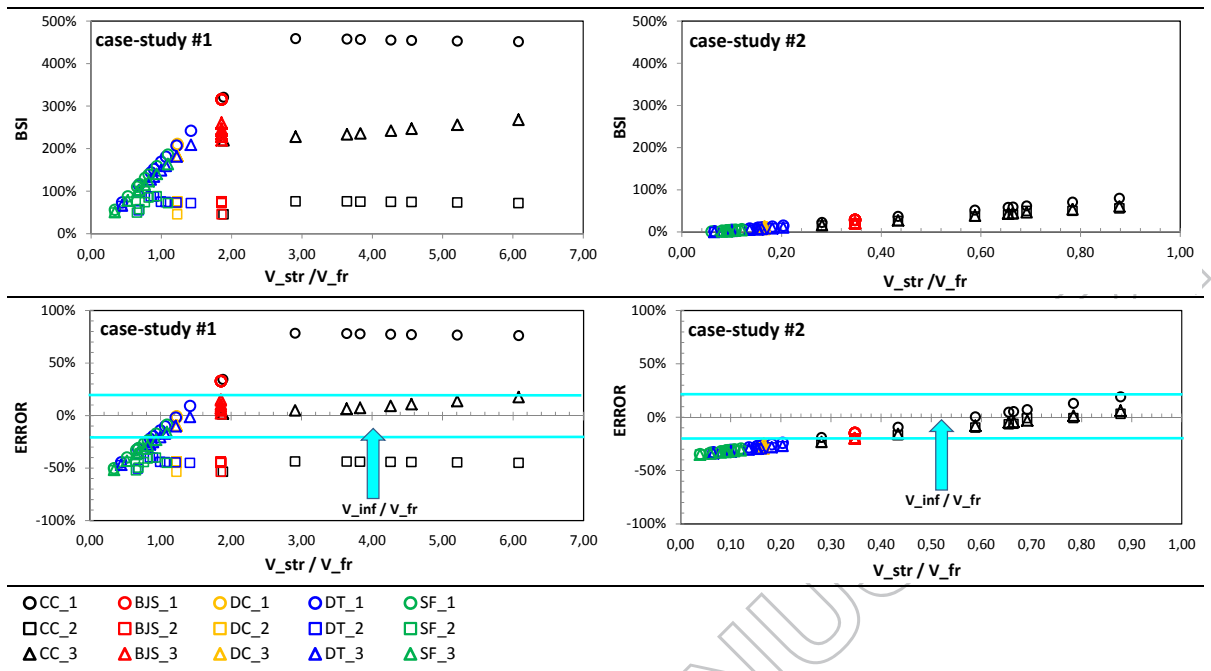 case-study #1
500%
400%
300%
200%
100%
0%
BSI
0,00 1,00 2,00 3,00 4,00 5,00 6,00 7,00
V_str /V_fr
case-study #2
500%
400%
300%
200%
100%
0%
BSI
0,00 0,20 0,40 0,60 0,80 1,00
V_str /V_fr
case-study #1
100%
50%
0%
-50%
-100%
ERROR
V_inf / V_fr
0,00 1,00 2,00 3,00 4,00 5,00 6,00 7,00
V_str / V_fr
case-study #2
100%
50%
0%
-50%
-100%
ERROR
V_inf / V_fr
0,00 0,10 0,20 0,30 0,40 0,50 0,60 0,70 0,80 0,90 1,00
V_str / V_fr
CC_1 BJS_1 DC_1 DT_1 SF_1
CC_2 BJS_2 DC_2 DT_2 SF_2
CC_3 BJS_3 DC_3 DT_3 SF_3